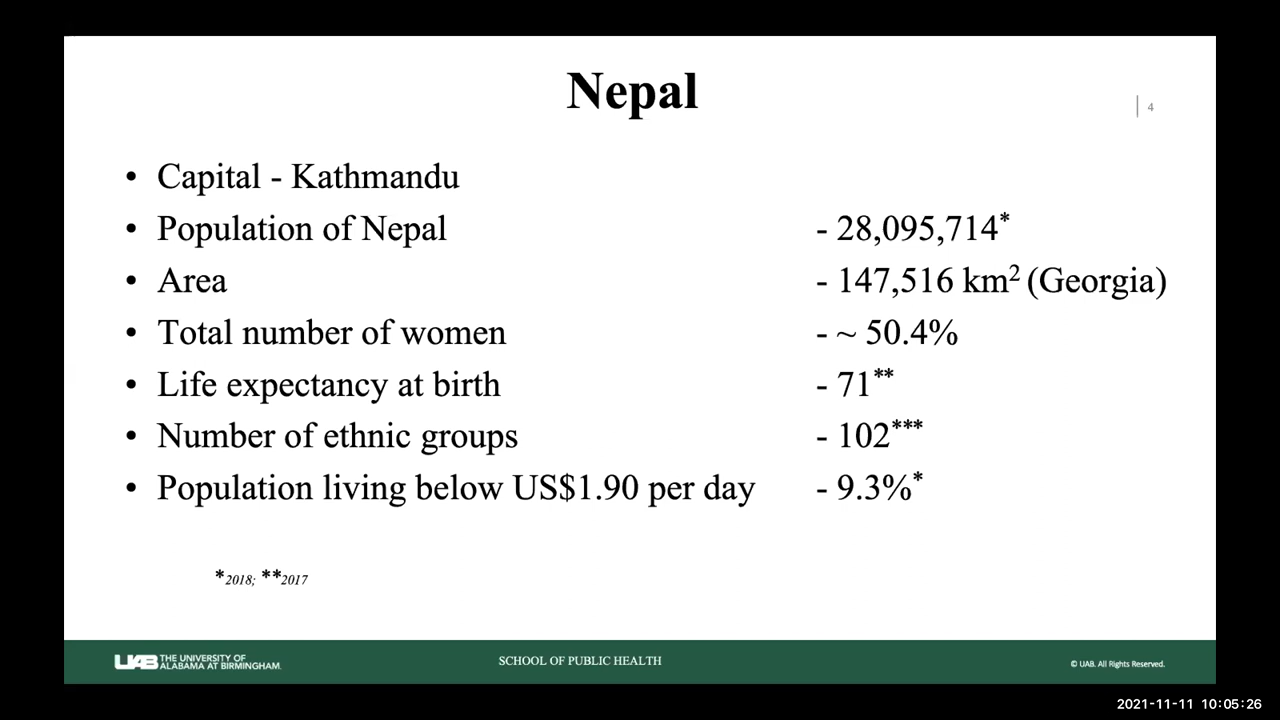 Nepal
4
• Capital - Kathmandu
• Population of Nepal - 28,095,714*
• Area - 147,516 km² (Georgia)
• Total number of women - ~ 50.4%
• Life expectancy at birth - 71**
• Number of ethnic groups - 102***
• Population living below US$1.90 per day - 9.3%*
*2018; **2017
UAB THE UNIVERSITY OF
ALABAMA AT BIRMINGHAM.
SCHOOL OF PUBLIC HEALTH
© UAB. All Rights Reserved.
2021-11-11 10:05:26